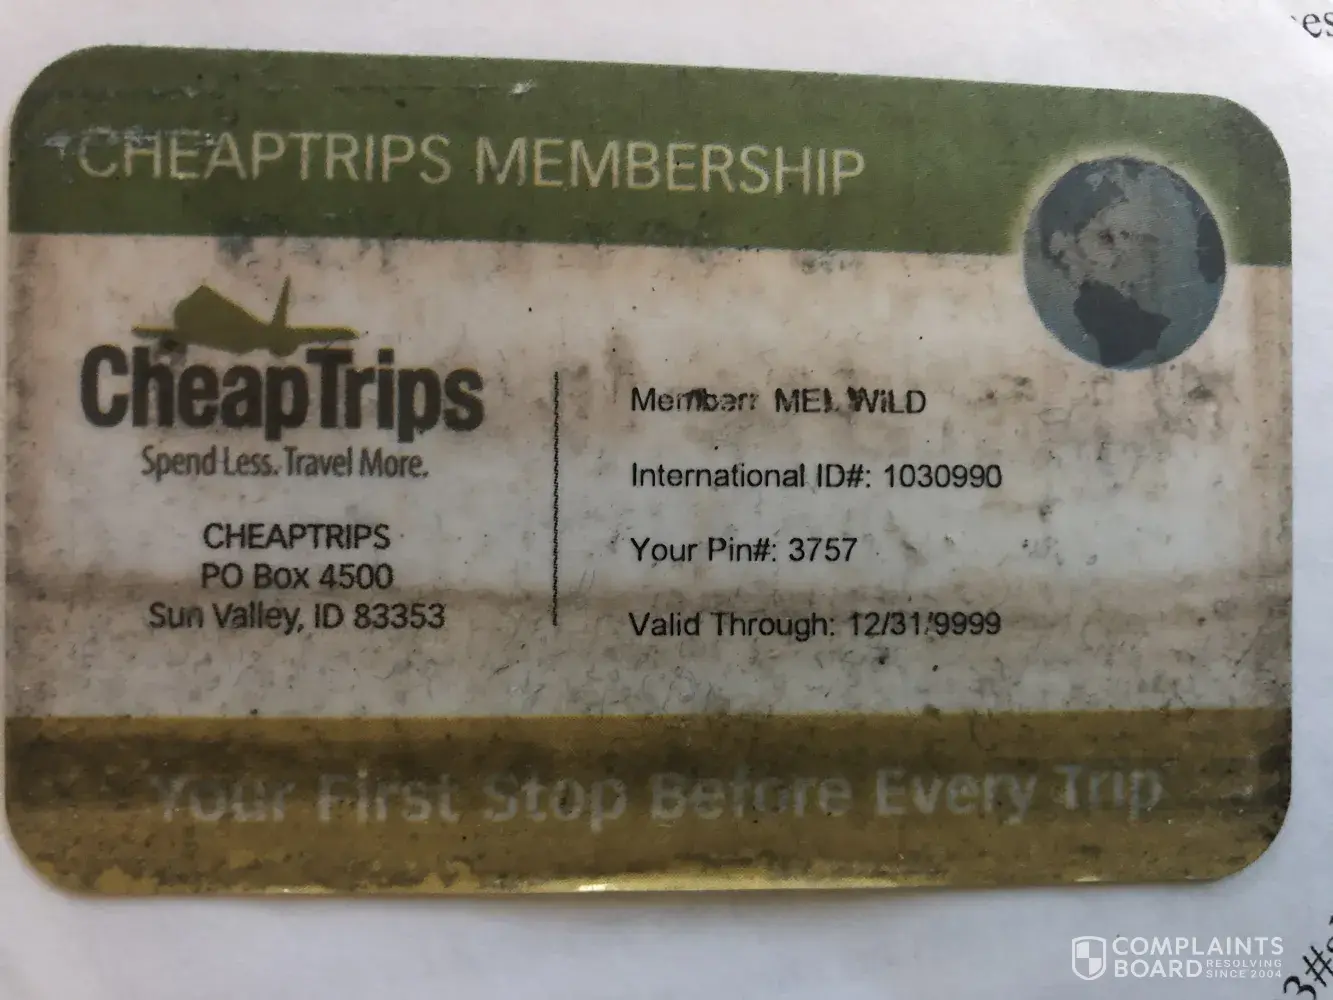 es
CHEAPTRIPS MEMBERSHIP
CheapTrips
Spend Less. Travel More.
CHEAPTRIPS
PO Box 4500
Sun Valley, ID 83353
Member: MEL WILD
International ID#: 1030990
Your Pin#: 3757
Valid Through: 12/31/9999
Your First Stop Before Every Trip
COMPLAINTS
BOARD RESOLVING
SINCE 2004
3#